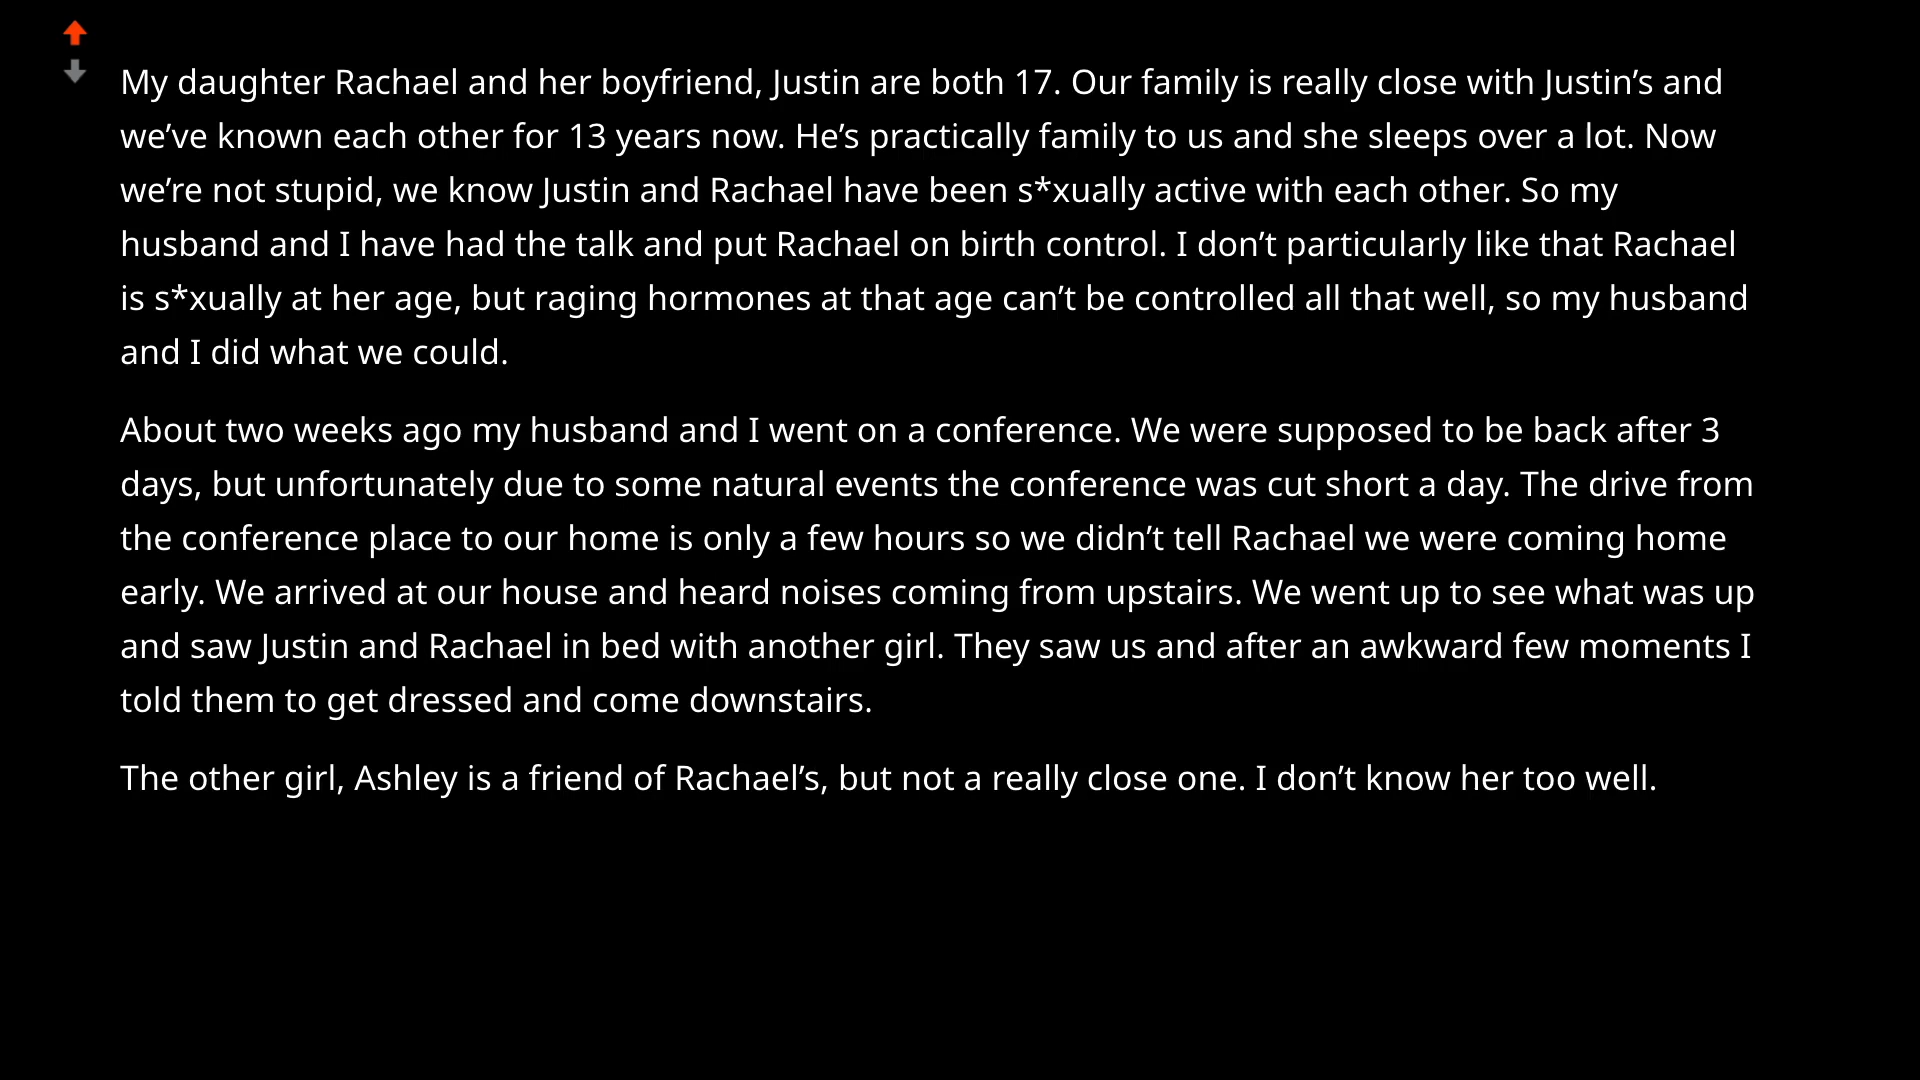 My daughter Rachael and her boyfriend, Justin are both 17. Our family is really close with Justin’s and
we’ve known each other for 13 years now. He’s practically family to us and she sleeps over a lot. Now
we’re not stupid, we know Justin and Rachael have been s*xually active with each other. So my
husband and I have had the talk and put Rachael on birth control. I don’t particularly like that Rachael
is s*xually at her age, but raging hormones at that age can’t be controlled all that well, so my husband
and I did what we could.
About two weeks ago my husband and I went on a conference. We were supposed to be back after 3
days, but unfortunately due to some natural events the conference was cut short a day. The drive from
the conference place to our home is only a few hours so we didn’t tell Rachael we were coming home
early. We arrived at our house and heard noises coming from upstairs. We went up to see what was up
and saw Justin and Rachael in bed with another girl. They saw us and after an awkward few moments I
told them to get dressed and come downstairs.
The other girl, Ashley is a friend of Rachael’s, but not a really close one. I don’t know her too well.